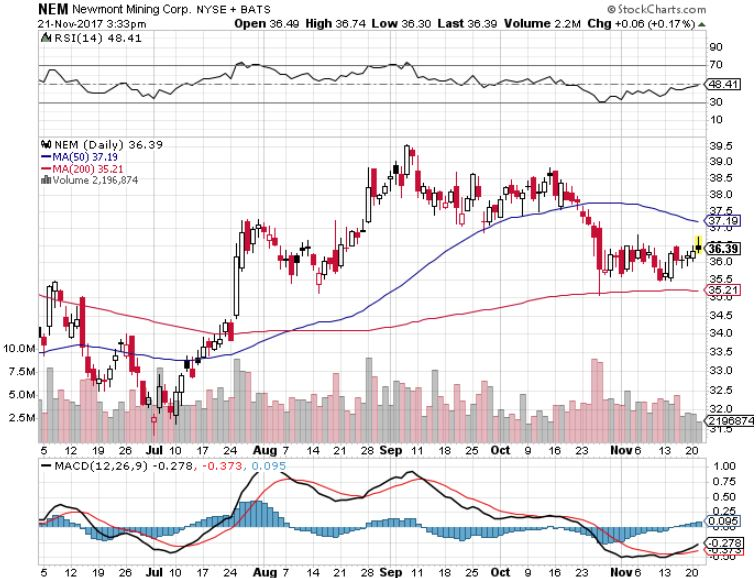 NEM Newmont Mining Corp. NYSE + BATS © StockCharts.com
21-Nov-2017 3:33pm Open 36.49 High 36.74 Low 36.30 Last 36.39 Volume 2.2M Chg +0.06 (+0.17%)
RSI(14) 48.41
90
70
48.41
30
10
NEM (Daily) 36.39
MA(50) 37.19
MA(200) 35.21
Volume 2,196,874
39.5
39.0
38.5
38.0
37.5
37.19
36.39
36.0
35.5
35.21
34.5
34.0
33.5
33.0
32.5
32.0
31.5
10.0M
7.5M
5.0M
2.5M
2196874
5 12 19 26 Jul 10 17 24 Aug 7 14 21 28 Sep 11 18 25 Oct 9 16 23 Nov 6 13 20
MACD(12,26,9) -0.278, -0.373, 0.095
1.00
0.75
0.50
0.25
0.095
-0.278
-0.373
5 12 19 26 Jul 10 17 24 Aug 7 14 21 28 Sep 11 18 25 Oct 9 16 23 Nov 6 13 20